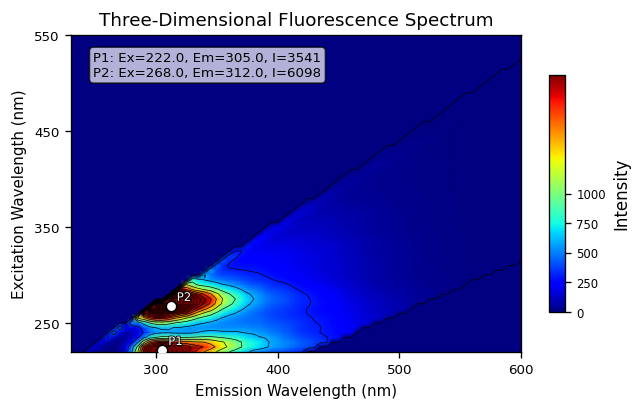 Three-Dimensional Fluorescence Spectrum
P1: Ex=222.0, Em=305.0, I=3541
P2: Ex=268.0, Em=312.0, I=6098
550
450
350
250
Excitation Wavelength (nm)
P2
P1
300
400
500
600
Emission Wavelength (nm)
1000
750
500
250
0
Intensity